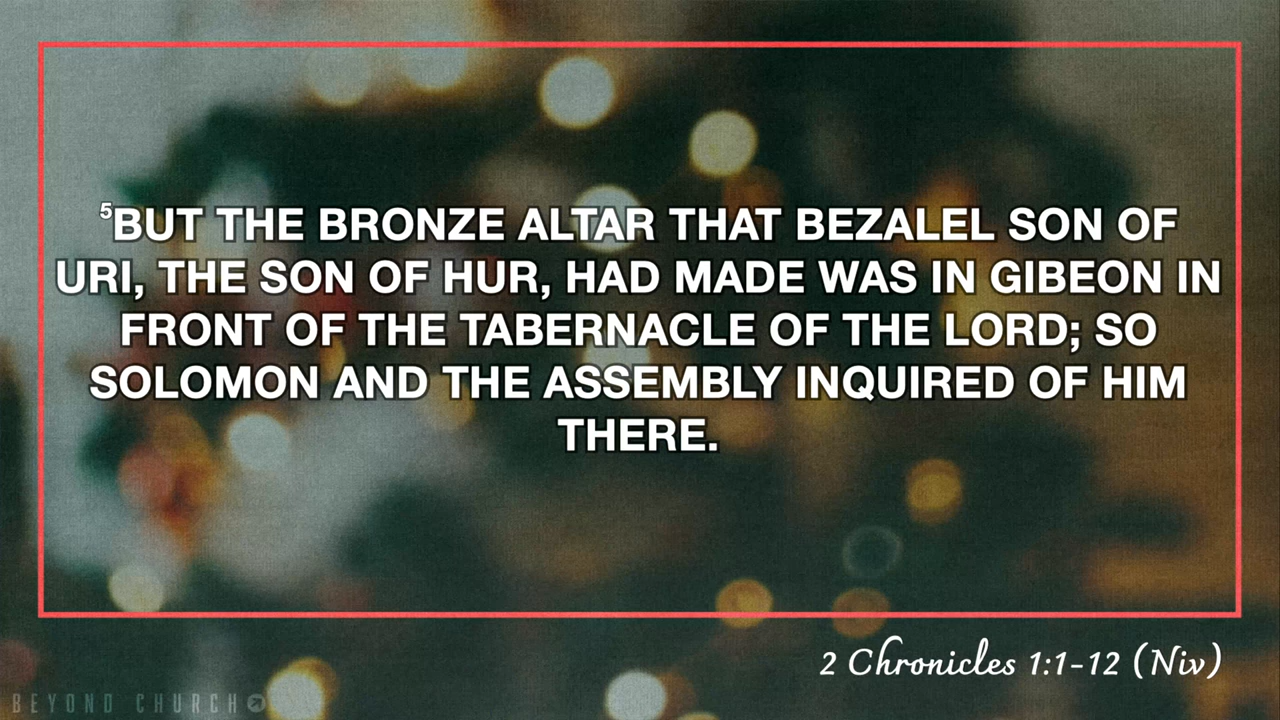 5BUT THE BRONZE ALTAR THAT BEZALEL SON OF
URI, THE SON OF HUR, HAD MADE WAS IN GIBEON IN
FRONT OF THE TABERNACLE OF THE LORD; SO
SOLOMON AND THE ASSEMBLY INQUIRED OF HIM
THERE.
2 Chronicles 1:1-12 (Niv)
BEYOND CHURCH